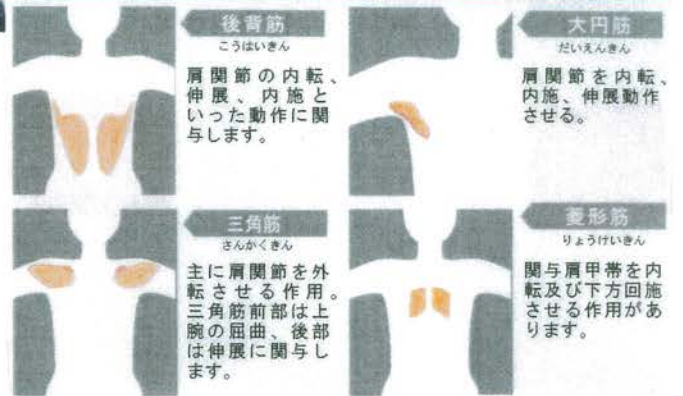 後背筋
こうはいきん
肩関節の内転、
伸展、内施と
いった動作に関
与します。
大円筋
だいえんきん
肩関節を内転、
内施、伸展動作
させる。
三角筋
さんかくきん
主に肩関節を外
転させる作用。
三角筋前部は上
腕の屈曲、後部
は伸展に関与し
ます。
菱形筋
りょうけいきん
関与肩甲帯を内
転及び下方回施
させる作用があ
ります。